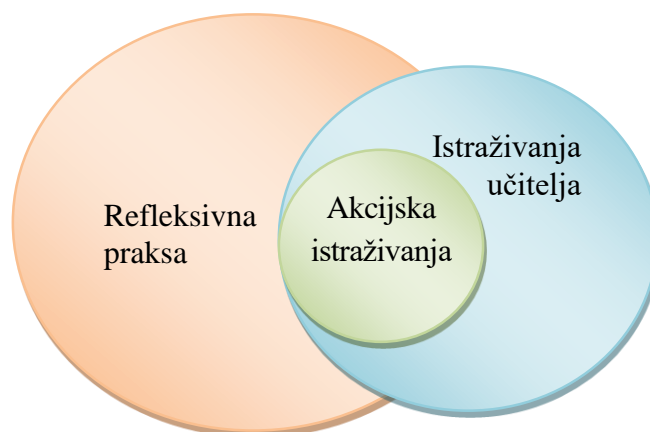 Refleksivna
praksa
Akcijska
istraživanja
Istraživanja
učitelja